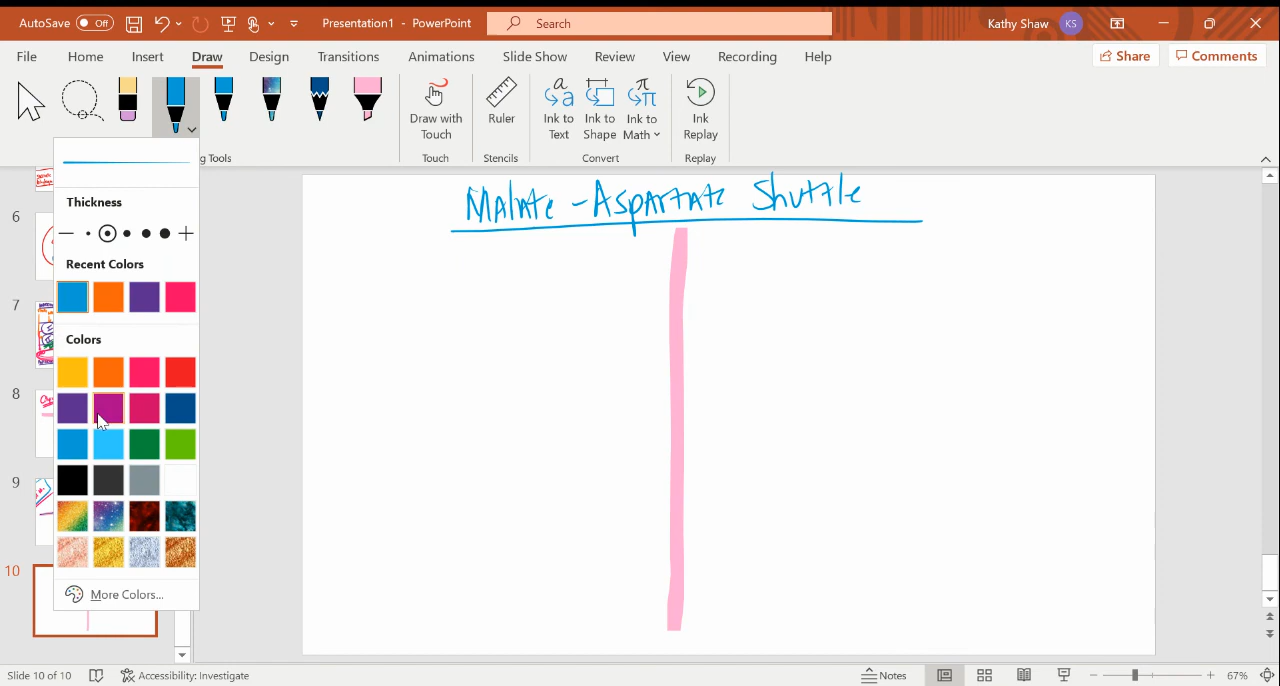 AutoSave Off Presentation1 - PowerPoint Search Kathy Shaw KS
File Home Insert Draw Design Transitions Animations Slide Show Review View Recording Help Share Comments
Draw with Touch Ruler Ink to Text Ink to Shape Ink to Math Ink Replay
g Tools Touch Stencils Convert Replay
Thickness
Recent Colors
Colors
More Colors...
6
7
8
9
10
Malate - Aspartate Shuttle
Slide 10 of 10 Accessibility: Investigate Notes 67%